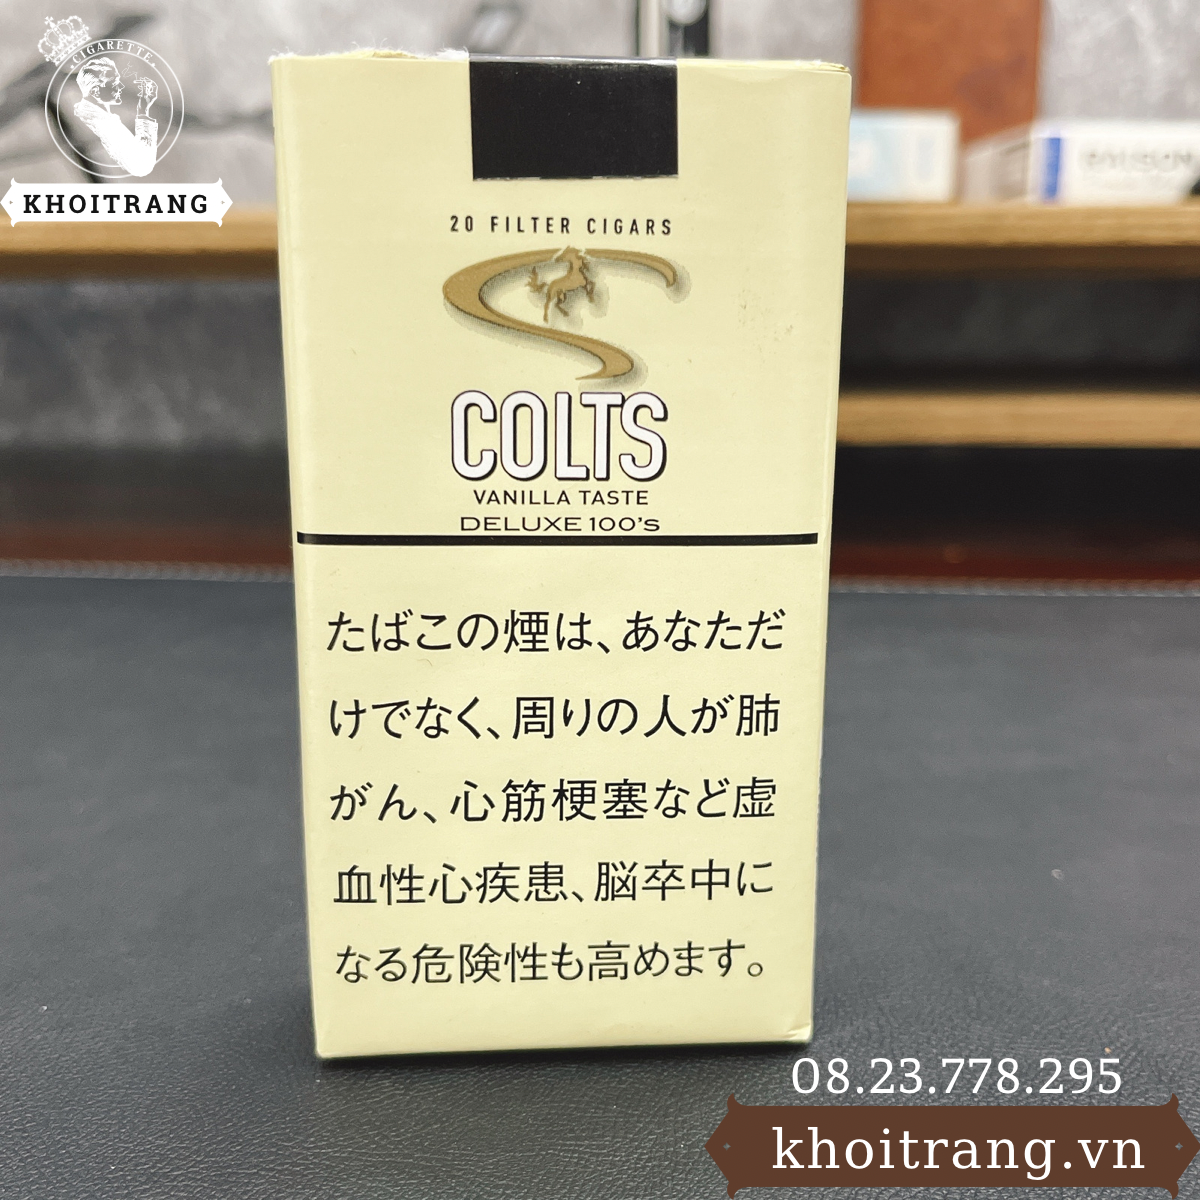 CIGARETTE
KHOITRANG
20 FILTER CIGARS
COLTS
VANILLA TASTE
DELUXE 100's
たばこの煙は、あなただ
けでなく、周りの人が肺
がん、心筋梗塞など虚
血性心疾患、脳卒中に
なる危険性も高めます。
08.23.778.295
khoitrang.vn